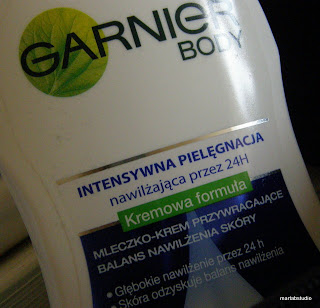 GARNIER
BODY
INTENSYWNA PIELĘGNACJA
nawilżająca przez 24H
Kremowa formuła
MLECZKO-KREM PRZYWRACAJĄCE
BALANS NAWILŻENIA SKÓRY
• Głębokie nawilżenie przez 24 h
• Skóra odzyskuje balans nawilżenia
marlabstudio